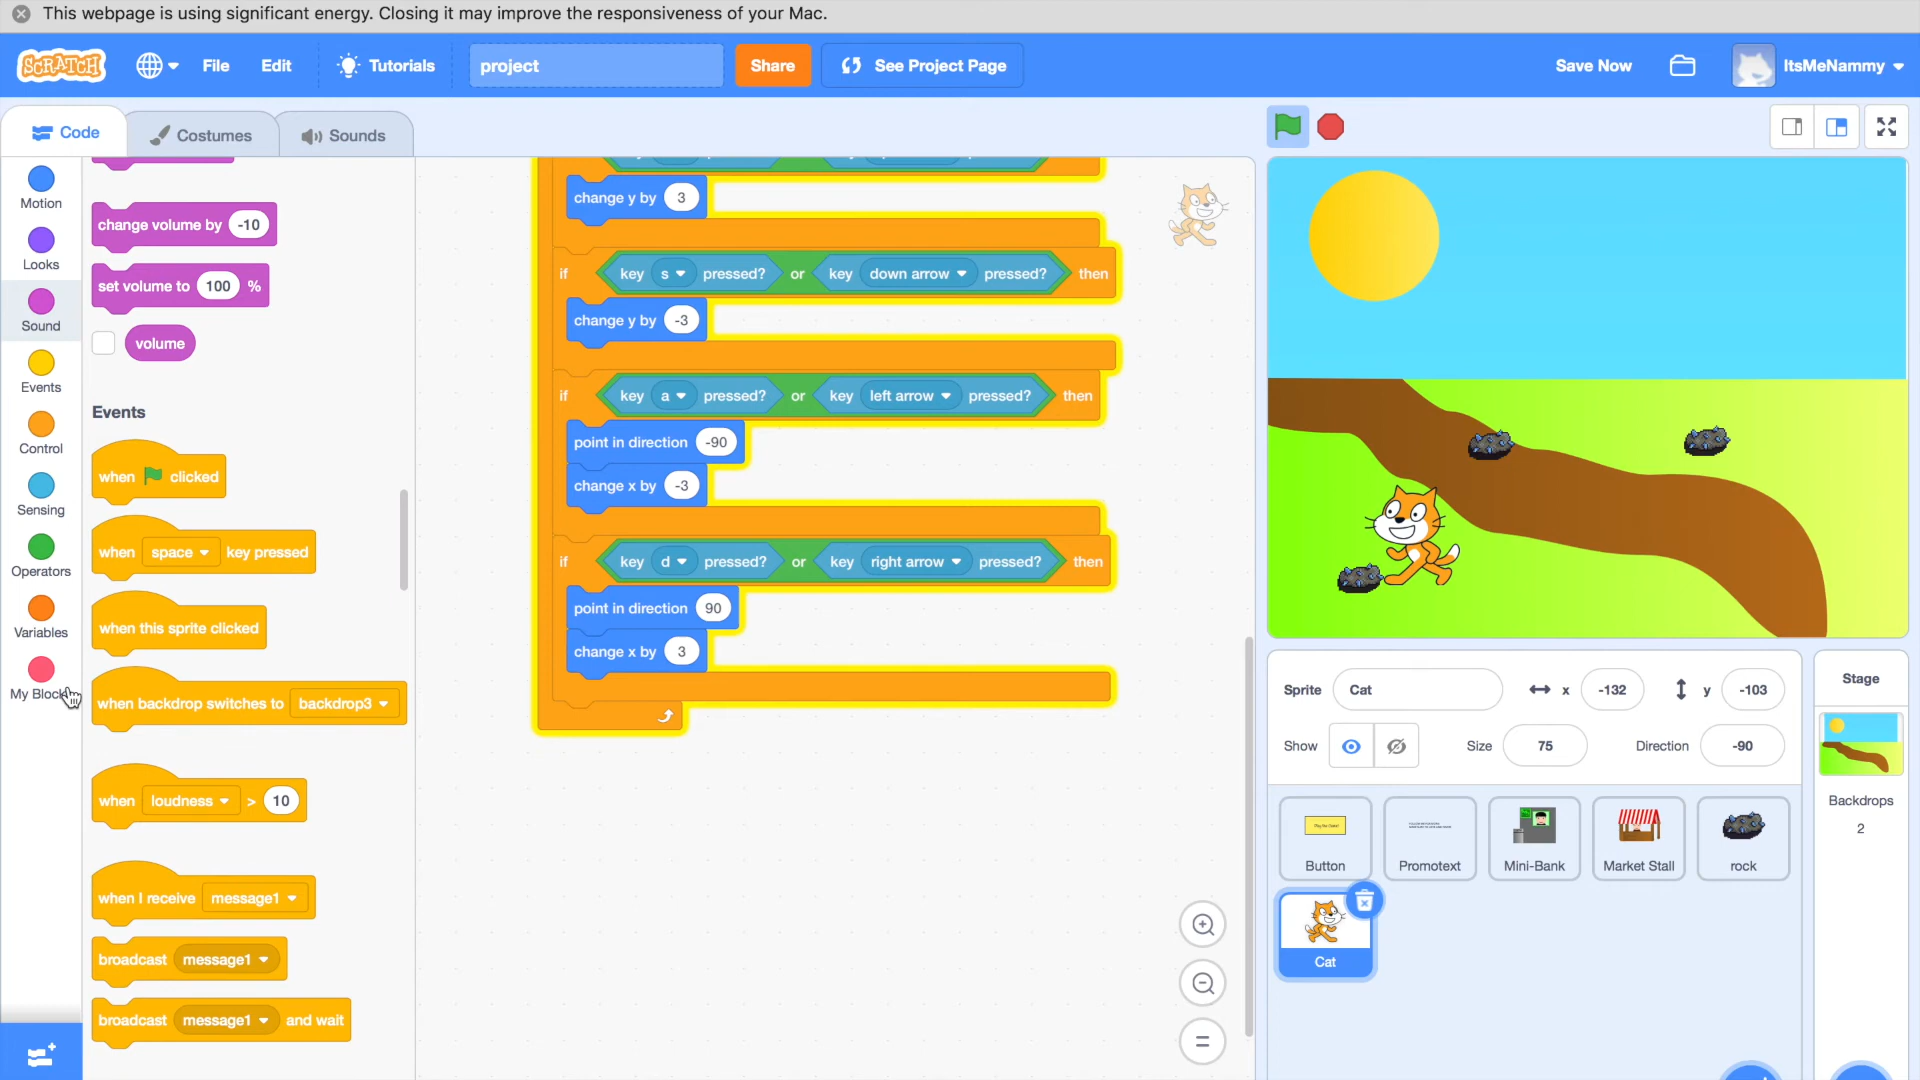 This webpage is using significant energy. Closing it may improve the responsiveness of your Mac.
SCRATCH
File
Edit
Tutorials
project
Share
See Project Page
Save Now
ItsMeNammy
Code
Costumes
Sounds
Motion
Looks
Sound
Events
Control
Sensing
Operators
Variables
My Blocks
change volume by -10
set volume to 100 %
volume
Events
when clicked
when space key pressed
when this sprite clicked
when backdrop switches to backdrop3
when loudness > 10
when I receive message1
broadcast message1
broadcast message1 and wait
change y by 3
if key s pressed? or key down arrow pressed? then
change y by -3
if key a pressed? or key left arrow pressed? then
point in direction -90
change x by -3
if key d pressed? or key right arrow pressed? then
point in direction 90
change x by 3
Sprite Cat x -132 y -103
Show Size 75 Direction -90
Button
Promotext
Mini-Bank
Market Stall
rock
Cat
Stage
Backdrops
2